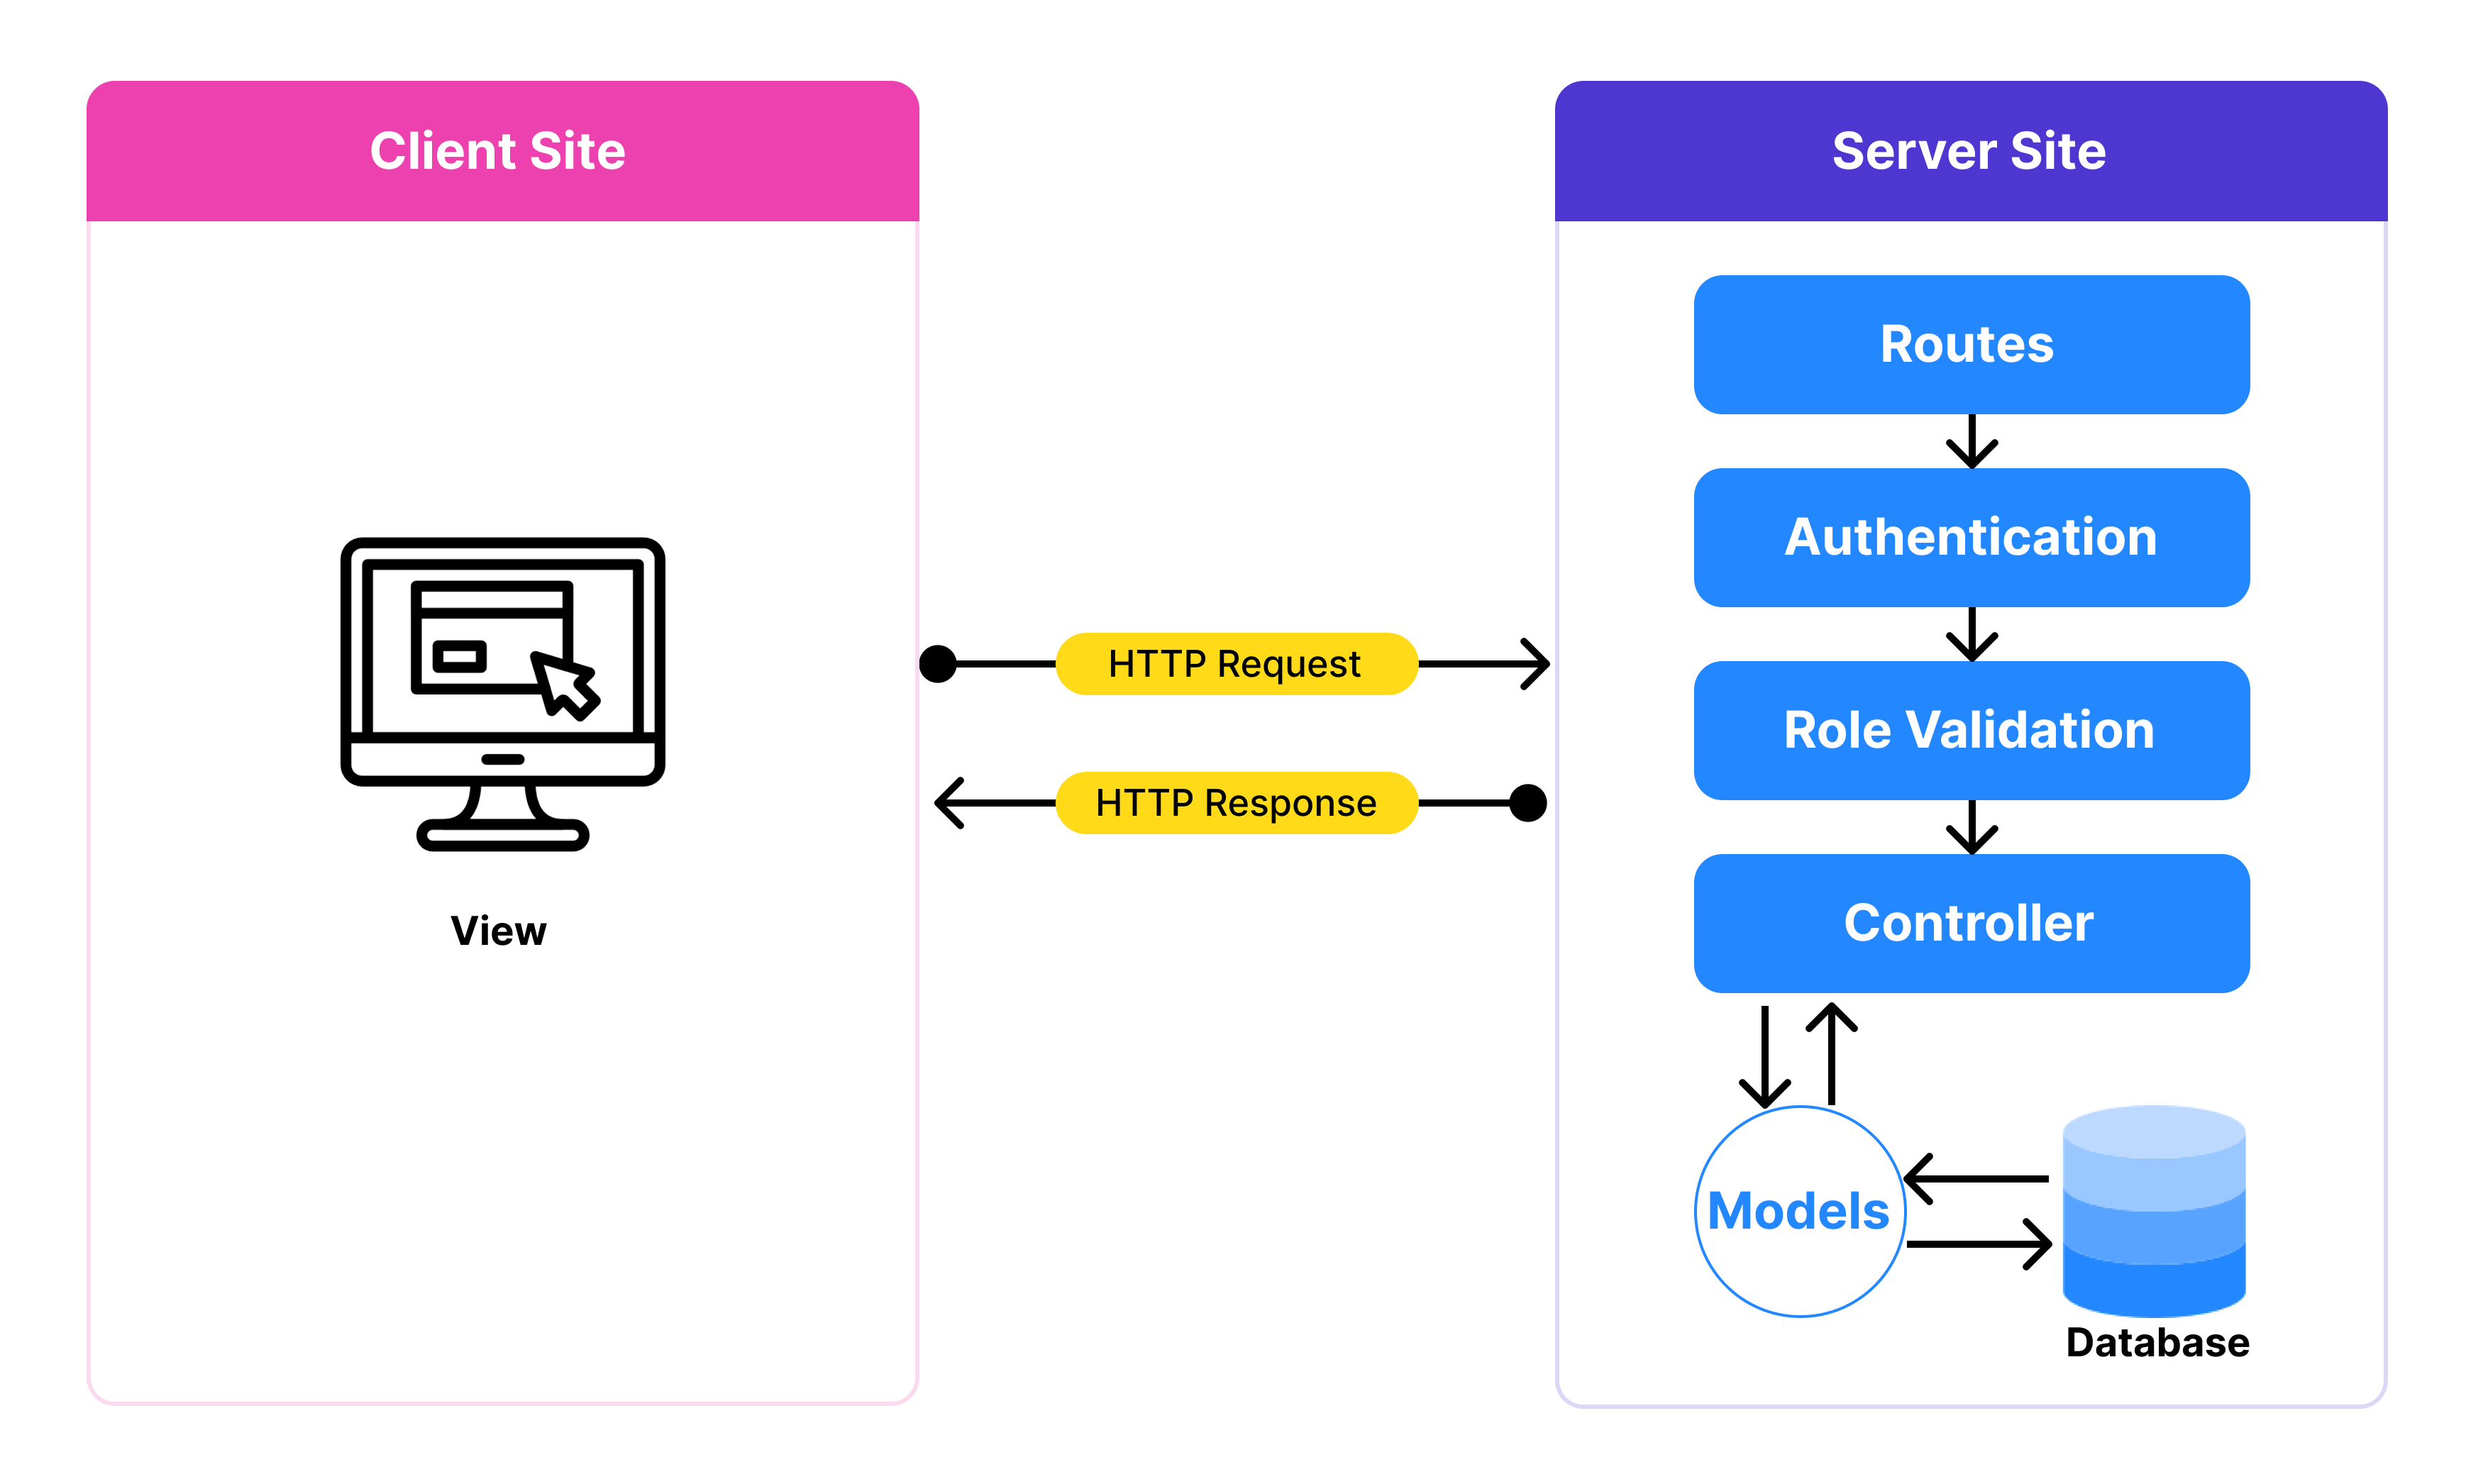 Client Site
View
HTTP Request
HTTP Response
Server Site
Routes
Authentication
Role Validation
Controller
Models
Database